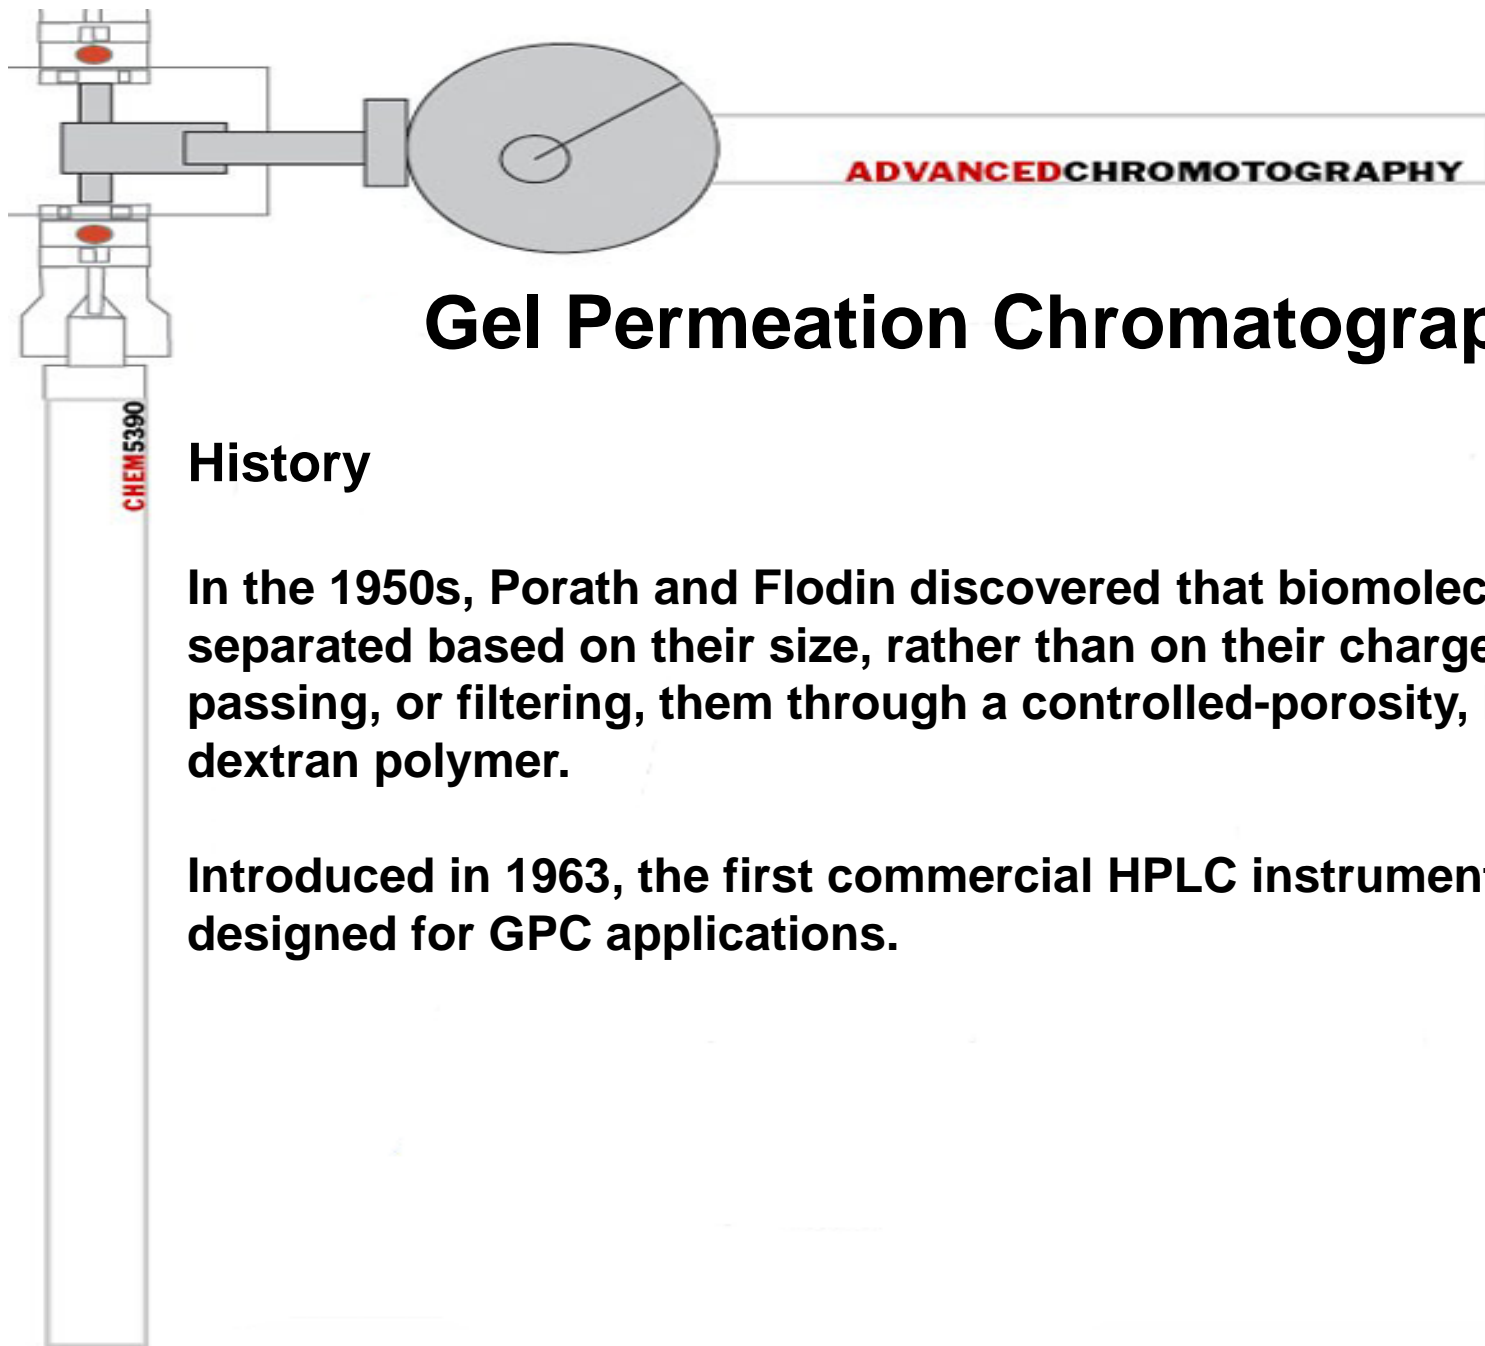 ADVANCEDCHROMOTOGRAPHY
Gel Permeation Chromatograp
CHEM5390
History
In the 1950s, Porath and Flodin discovered that biomolec
separated based on their size, rather than on their charge
passing, or filtering, them through a controlled-porosity,
dextran polymer.
Introduced in 1963, the first commercial HPLC instrument
designed for GPC applications.